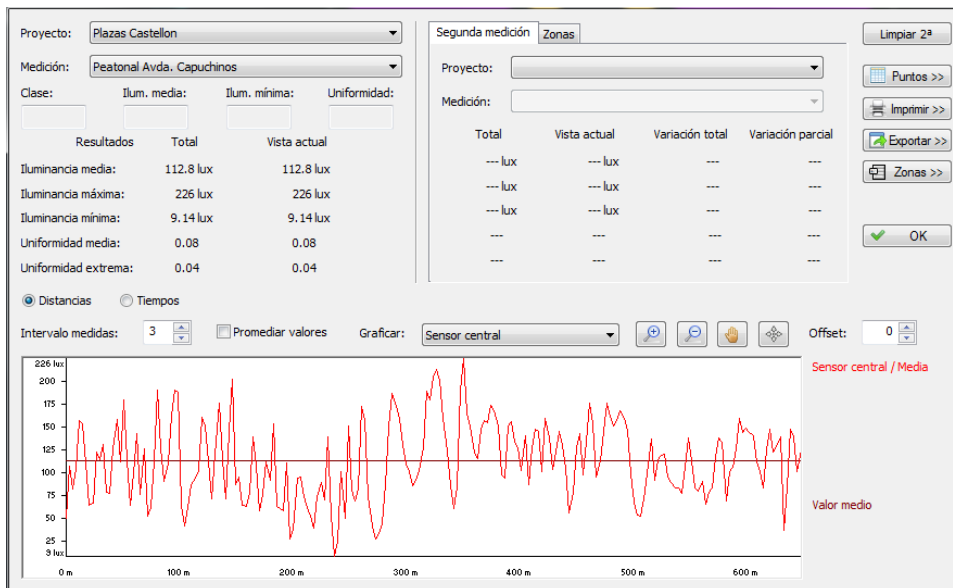 Proyecto: Plazas Castellon
Medición: Peatonal Avda. Capuchinos
Clase: Ilum. media: Ilum. mínima: Uniformidad:
Resultados Total Vista actual
Iluminancia media: 112.8 lux 112.8 lux
Iluminancia máxima: 226 lux 226 lux
Iluminancia mínima: 9.14 lux 9.14 lux
Uniformidad media: 0.08 0.08
Uniformidad extrema: 0.04 0.04
Segunda medición Zonas
Proyecto:
Medición:
Total Vista actual Variación total Variación parcial
--- lux --- lux --- ---
--- lux --- lux --- ---
--- lux --- lux --- ---
--- --- --- ---
--- --- --- ---
Limpiar 2ª
Puntos >>
Imprimir >>
Exportar >>
Zonas >>
OK
Distancias Tiempos
Intervalo medidas: 3 Promediar valores Graficar: Sensor central Offset: 0
226 lux
200
175
150
125
100
75
50
25
9 lux
0 m 100 m 200 m 300 m 400 m 500 m 600 m
Sensor central / Media
Valor medio